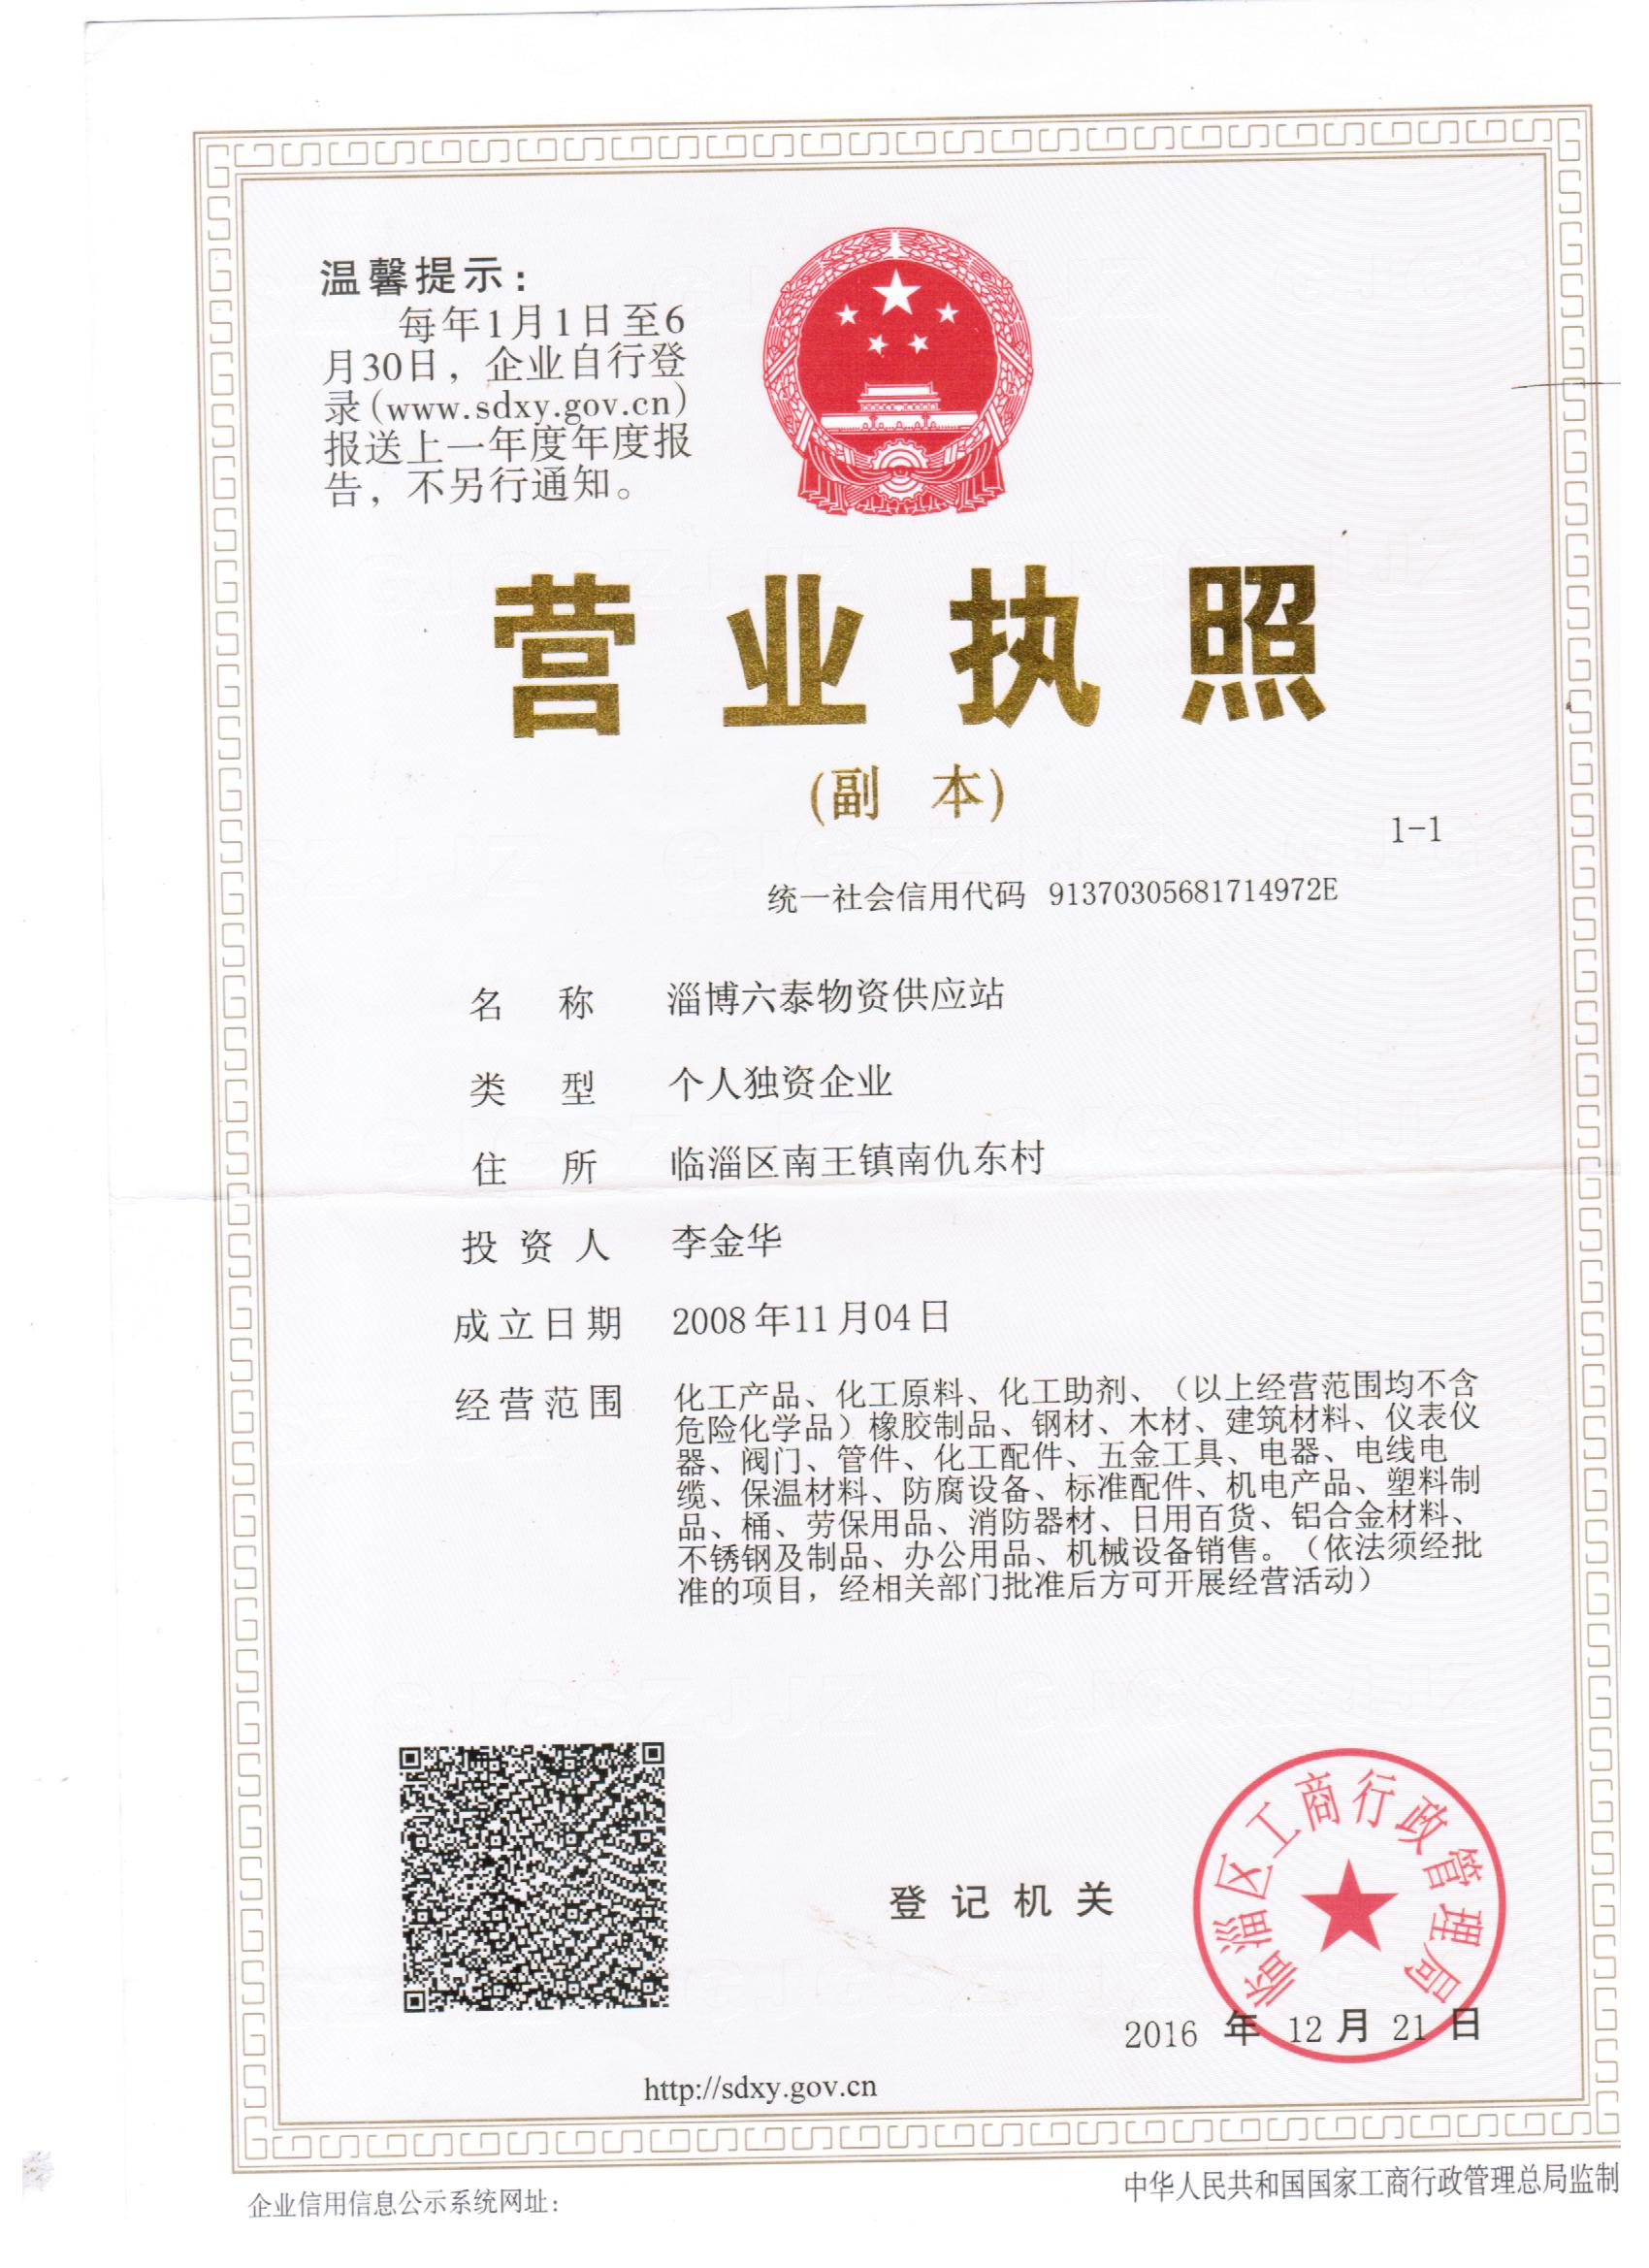 温馨提示：
每年1月1日至6
月30日，企业自行登
录(www.sdxy.gov.cn)
报送上一年度年度报
告，不另行通知。
营业执照
(副 本)
1-1
统一社会信用代码 91370305681714972E
名 称 淄博六泰物资供应站
类 型 个人独资企业
住 所 临淄区南王镇南仇东村
投资人 李金华
成立日期 2008年11月04日
经营范围 化工产品、化工原料、化工助剂、（以上经营范围均不含
危险化学品）橡胶制品、钢材、木材、建筑材料、仪表仪
器、阀门、管件、化工配件、五金工具、电器、电线电
缆、保温材料、防腐设备、标准配件、机电产品、塑料制
品、桶、劳保用品、消防器材、日用百货、铝合金材料、
不锈钢及制品、办公用品、机械设备销售。（依法须经批
准的项目，经相关部门批准后方可开展经营活动）
登记机关
临淄区工商行政管理局
2016 年 12 月 21 日
http://sdxy.gov.cn
企业信用信息公示系统网址：
中华人民共和国国家工商行政管理总局监制